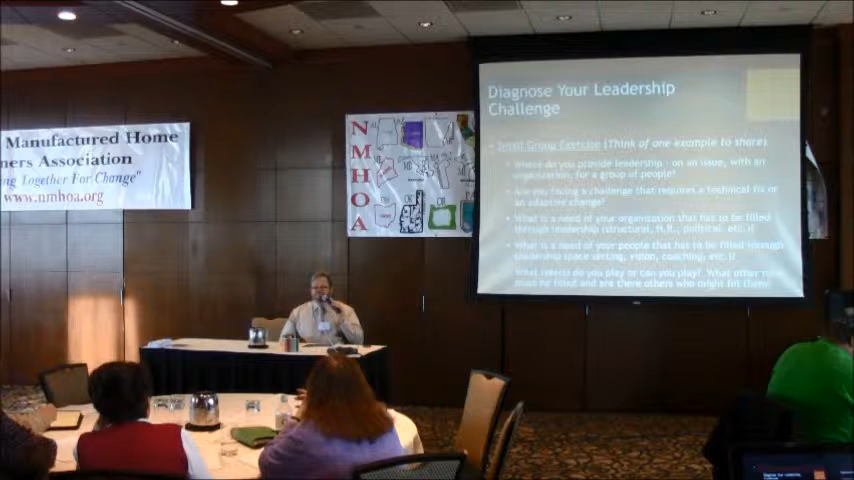 Manufactured Home
ners Association
ng Together For Change"
www.nmhoa.org
NMHOA
Diagnose Your Leadership
Challenge
Small Group Exercise (Think of one example to share)
Where do you provide leadership - on an issue, with an
organization, for a group of people?
Are you facing a challenge that requires a technical fix or
an adaptive change?
What is a need of your organization that has to be filled
through leadership (structural, H.R., political, etc.)?
What is a need of your people that has to be filled through
leadership space setting, vision, coaching, etc.)?
What do you play or can you play? What other
must be filled and are there others who might fill them?